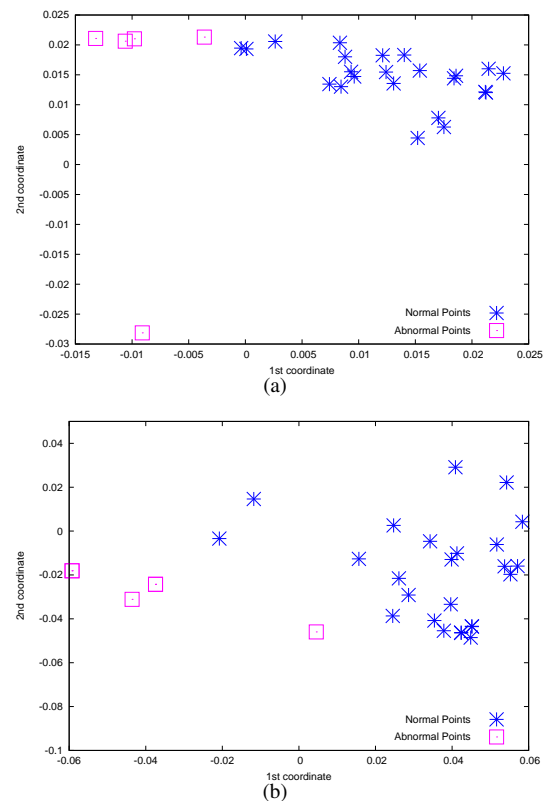 0.025
0.02
0.015
0.01
0.005
0
-0.005
-0.01
-0.015
-0.02
-0.025
-0.03
2nd coordinate
Normal Points
Abnormal Points
-0.015 -0.01 -0.005 0 0.005 0.01 0.015 0.02 0.025
1st coordinate
(a)
0.04
0.02
0
-0.02
-0.04
-0.06
-0.08
-0.1
2nd coordinate
Normal Points
Abnormal Points
-0.06 -0.04 -0.02 0 0.02 0.04 0.06
1st coordinate
(b)